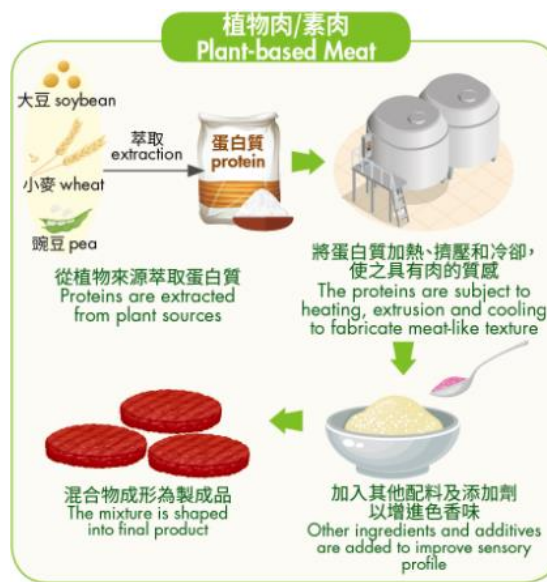 植物肉/素肉
Plant-based Meat
大豆 soybean
小麥 wheat
豌豆 pea
萃取
extraction
蛋白質
protein
從植物來源萃取蛋白質
Proteins are extracted
from plant sources
將蛋白質加熱、擠壓和冷卻，
使之具有肉的質感
The proteins are subject to
heating, extrusion and cooling
to fabricate meat-like texture
加入其他配料及添加劑
以增進色香味
Other ingredients and additives
are added to improve sensory
profile
混合物成形為製成品
The mixture is shaped
into final product